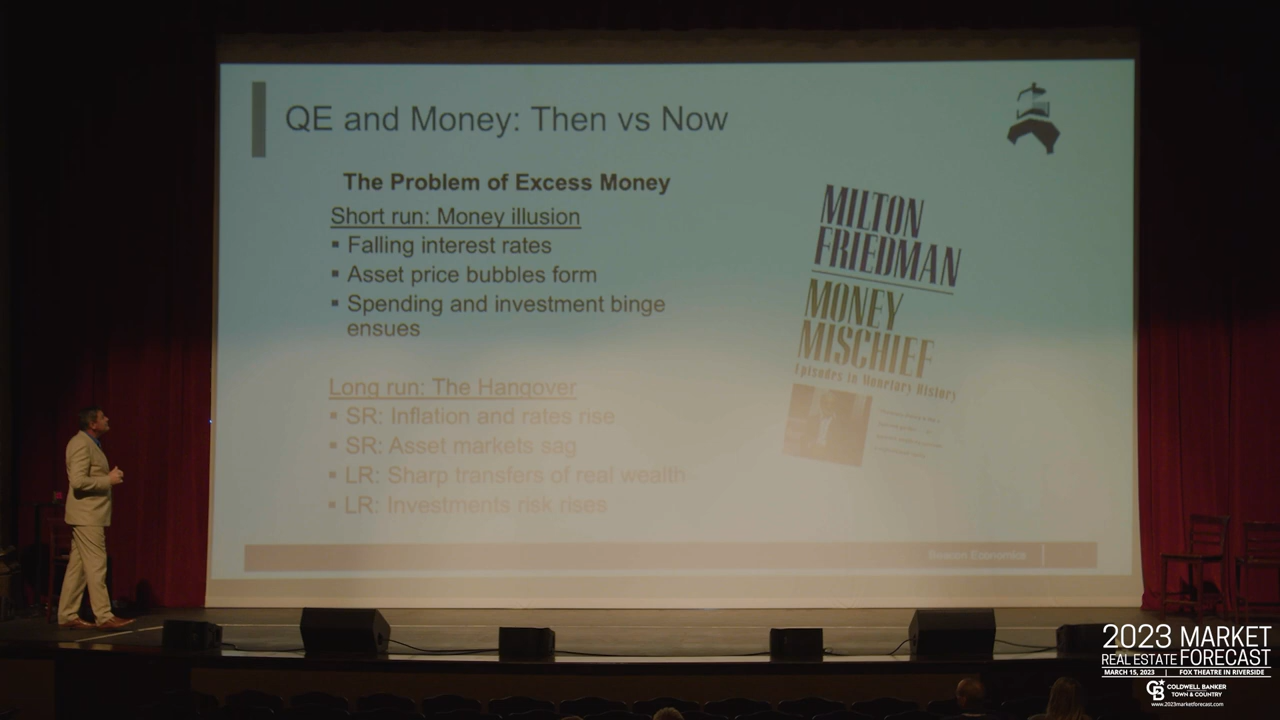 QE and Money: Then vs Now
The Problem of Excess Money
Short run: Money illusion
▪ Falling interest rates
▪ Asset price bubbles form
▪ Spending and investment binge
ensues
Long run: The Hangover
▪ SR: Inflation and rates rise
▪ SR: Asset markets sag
▪ LR: Sharp transfers of real wealth
▪ LR: Investments risk rises
MILTON
FRIEDMAN
MONEY
MISCHIEF
Episodes in Monetary History
Beacon Economics
2023 MARKET
REAL ESTATE FORECAST
MARCH 15, 2023 | FOX THEATRE IN RIVERSIDE
CB COLDWELL BANKER
TOWN & COUNTRY
www.2023marketforecast.com